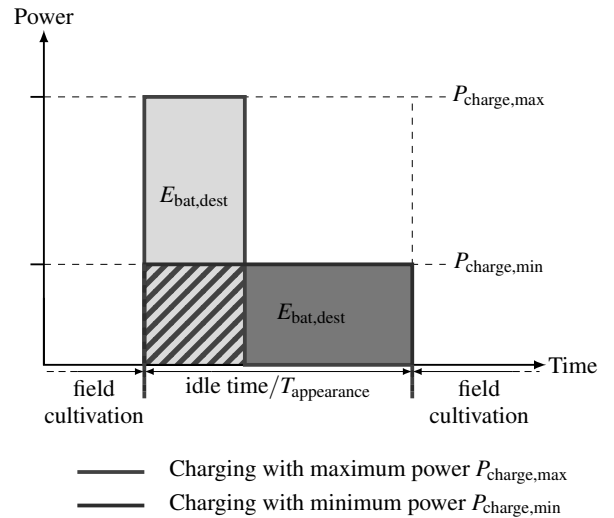 Power
P_charge,max
E_bat,dest
P_charge,min
E_bat,dest
Time
field cultivation
idle time/T_appearance
field cultivation
Charging with maximum power P_charge,max
Charging with minimum power P_charge,min